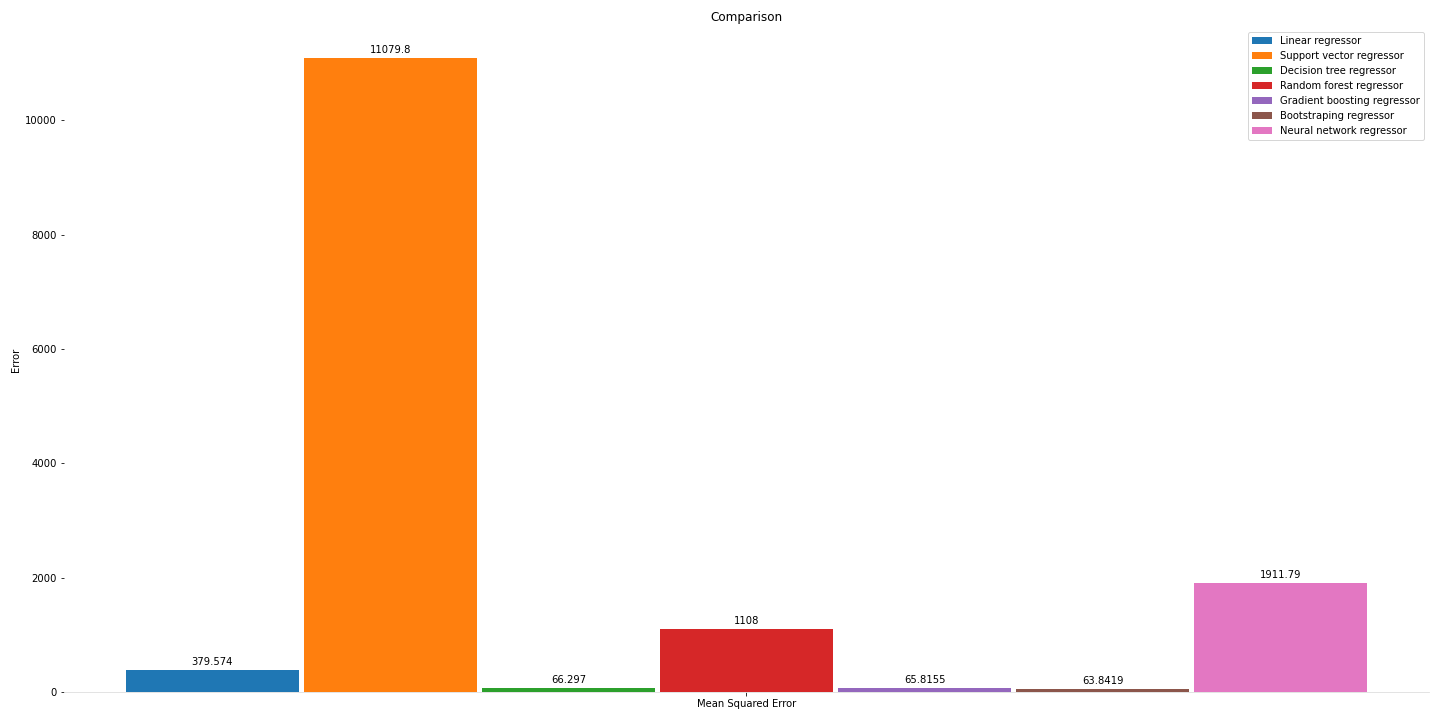 Comparison
Linear regressor
Support vector regressor
Decision tree regressor
Random forest regressor
Gradient boosting regressor
Bootstraping regressor
Neural network regressor
11079.8
10000
8000
6000
Error
4000
2000
0
379.574
66.297
1108
65.8155
63.8419
1911.79
Mean Squared Error